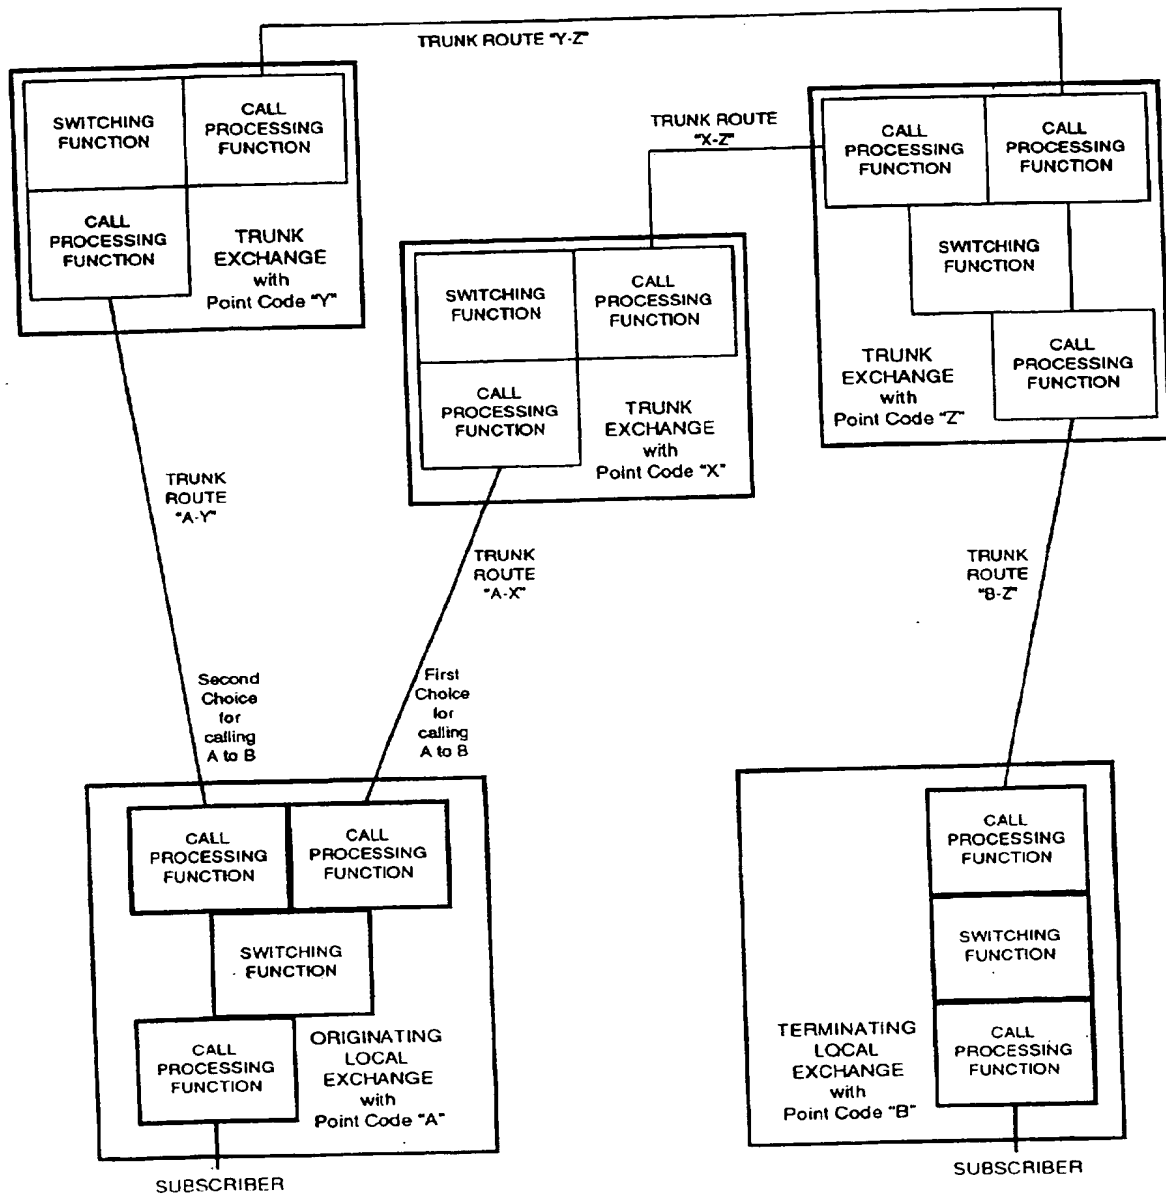 TRUNK ROUTE "Y-Z"
SWITCHING
FUNCTION
CALL
PROCESSING
FUNCTION
CALL
PROCESSING
FUNCTION
TRUNK
EXCHANGE
with
Point Code "Y"
TRUNK ROUTE
"X-Z"
CALL
PROCESSING
FUNCTION
CALL
PROCESSING
FUNCTION
SWITCHING
FUNCTION
CALL
PROCESSING
FUNCTION
TRUNK
EXCHANGE
with
Point Code "Z"
SWITCHING
FUNCTION
CALL
PROCESSING
FUNCTION
CALL
PROCESSING
FUNCTION
TRUNK
EXCHANGE
with
Point Code "X"
TRUNK
ROUTE
"A-Y"
TRUNK
ROUTE
"A-X"
TRUNK
ROUTE
"B-Z"
Second
Choice
for
calling
A to B
First
Choice
for
calling
A to B
CALL
PROCESSING
FUNCTION
CALL
PROCESSING
FUNCTION
SWITCHING
FUNCTION
CALL
PROCESSING
FUNCTION
ORIGINATING
LOCAL
EXCHANGE
with
Point Code "A"
SUBSCRIBER
CALL
PROCESSING
FUNCTION
SWITCHING
FUNCTION
CALL
PROCESSING
FUNCTION
TERMINATING
LOCAL
EXCHANGE
with
Point Code "B"
SUBSCRIBER